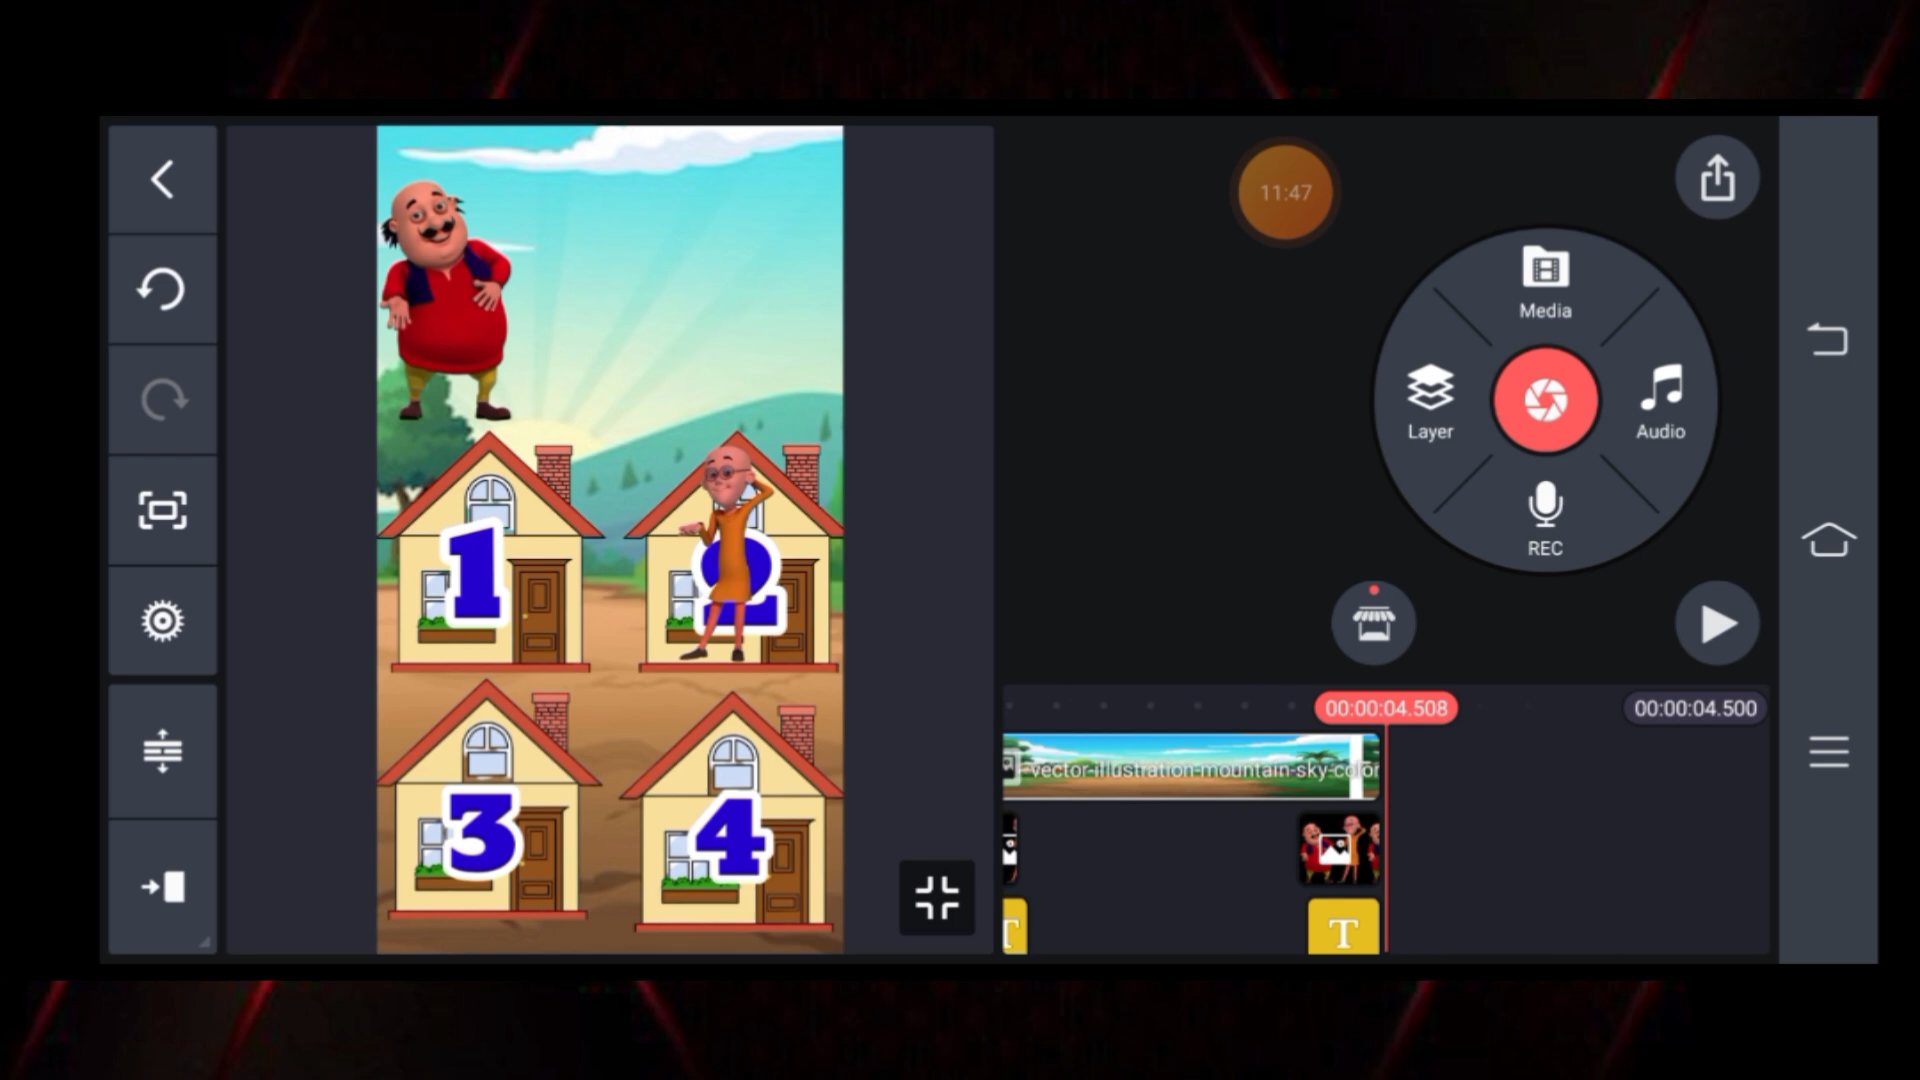 11:47
Media
Layer
Audio
REC
1
2
3
4
00:00:04.508
00:00:04.500
vector-illustration-mountain-sky-color
T
T